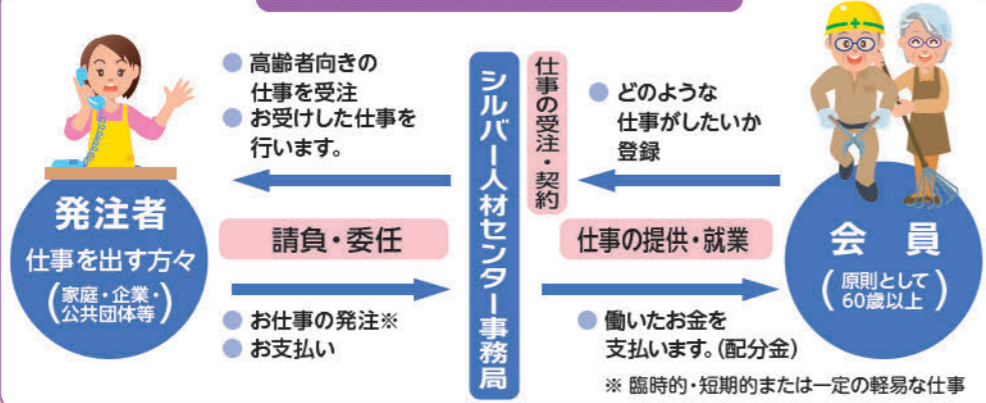 高齢者向きの
仕事を受注
お受けした仕事を
行います。
発注者
仕事を出す方々
(家庭・企業・
公共団体等)
請負・委任
お仕事の発注※
お支払い
シルバー人材センター事務局
仕事の受注・契約
どのような
仕事がしたいか
登録
仕事の提供・就業
働いたお金を
支払います。(配分金)
会 員
(原則として
60歳以上)
※ 臨時的・短期的または一定の軽易な仕事